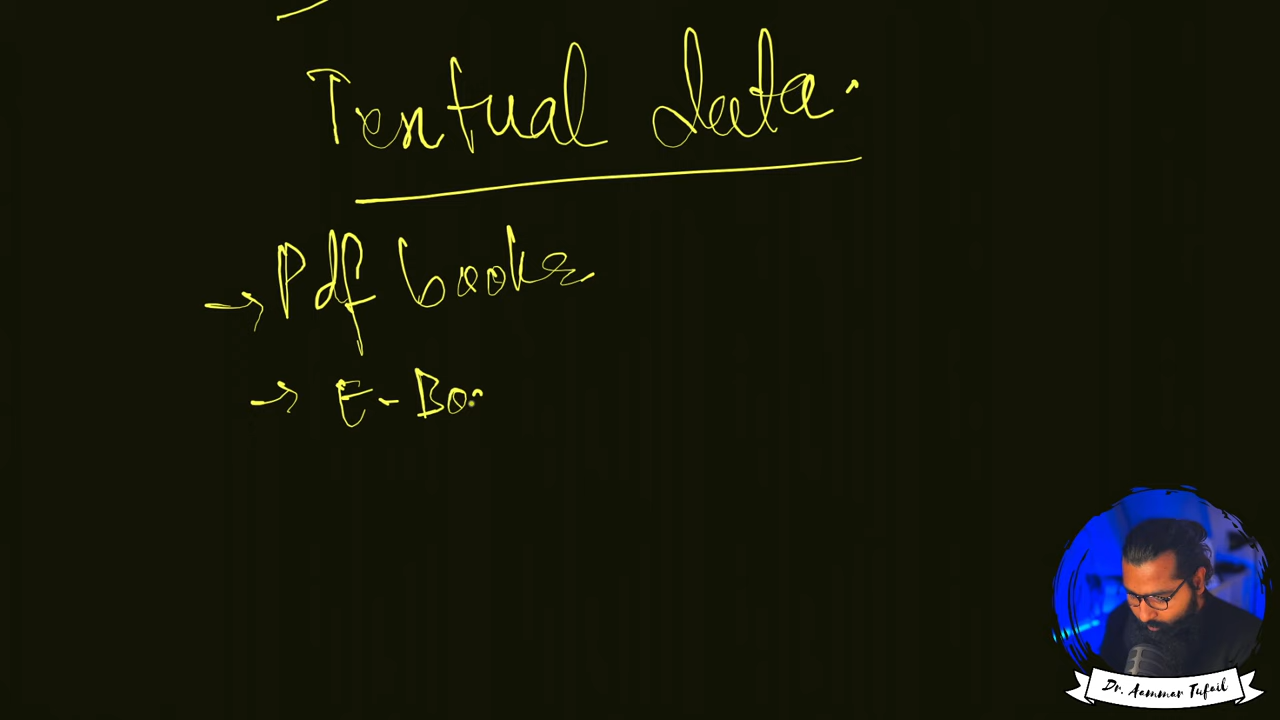 Textual data.
→ Pdf books
→ E-Bo
Dr. Aammar Tufail